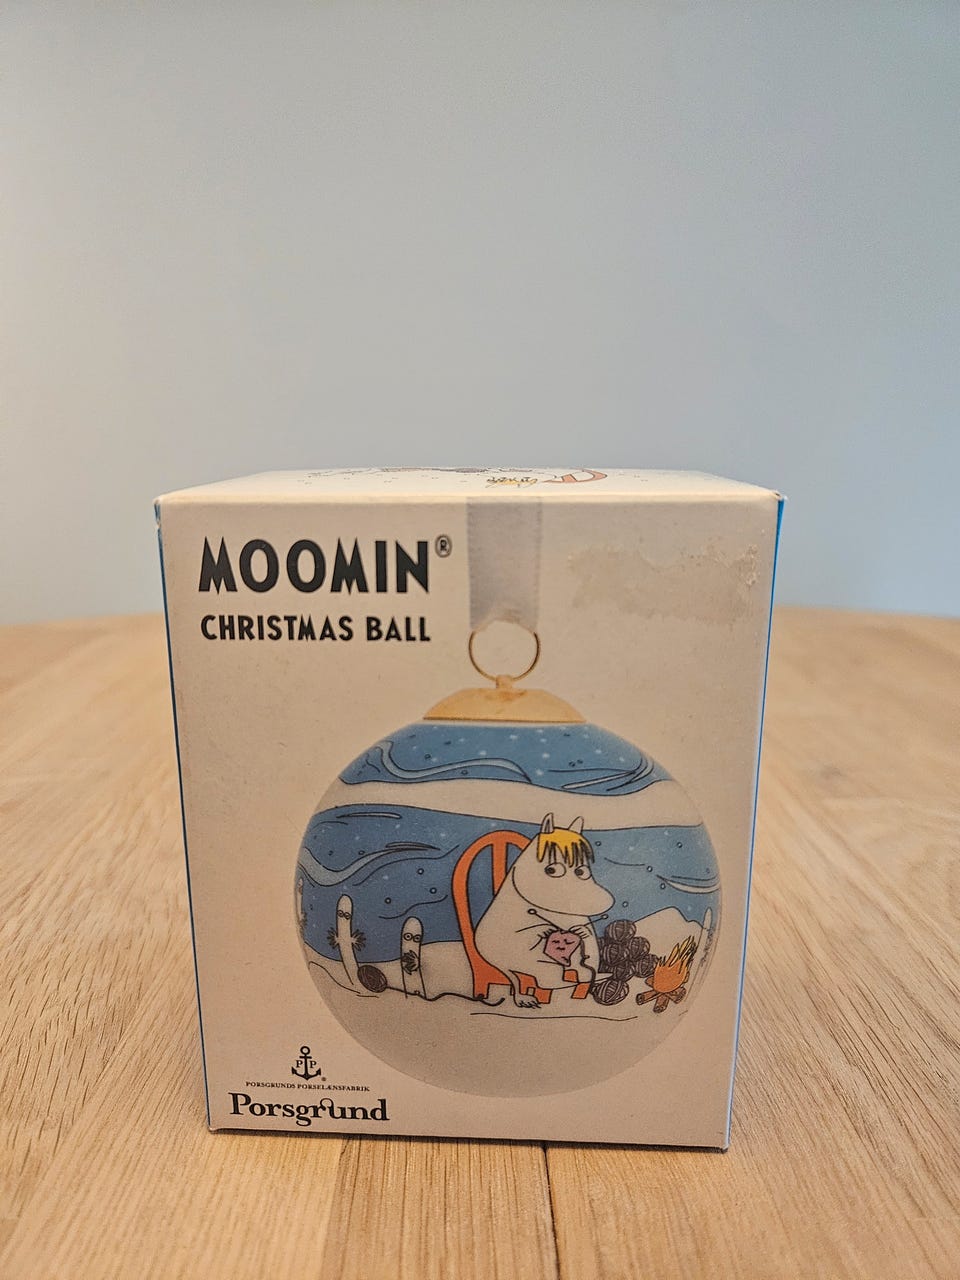 MOOMIN®
CHRISTMAS BALL
P P
®
PORSGRUNDS PORSELÆNSFABRIK
Porsgrund